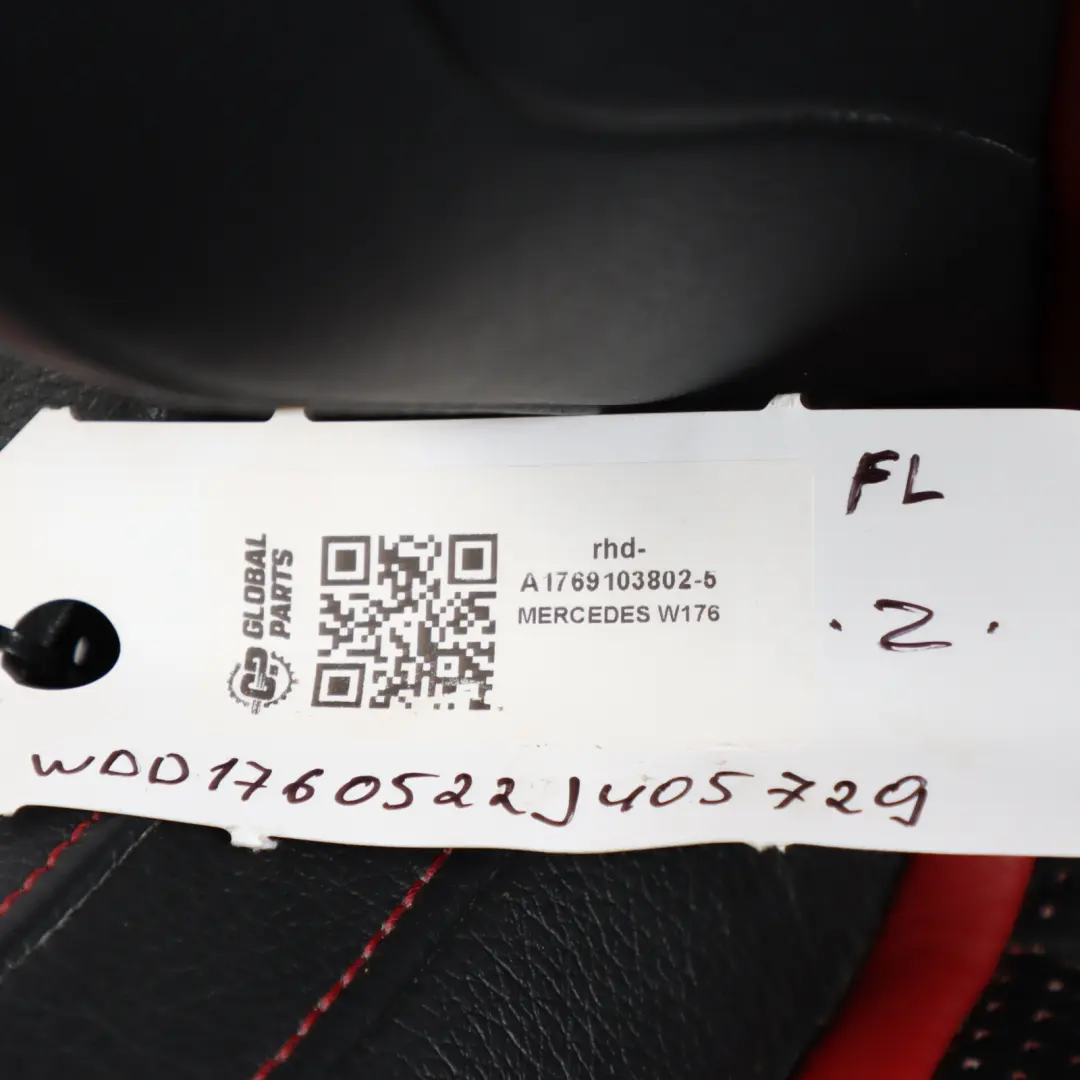 FL
GLOBAL
PARTS
rhd-
A1769103802-5
MERCEDES W176
. 2 .
WDD1760522J405729